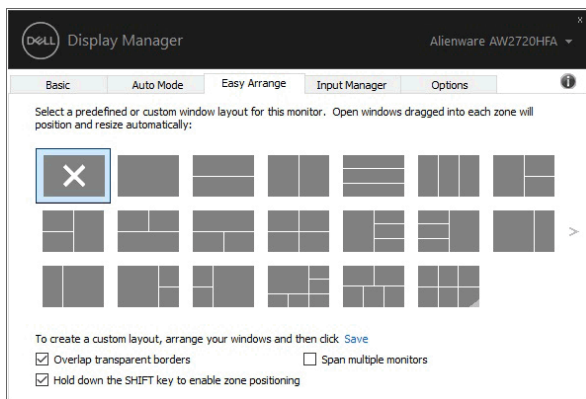 x
DELL Display Manager Alienware AW2720HFA
Basic Auto Mode Easy Arrange Input Manager Options i
Select a predefined or custom window layout for this monitor. Open windows dragged into each zone will
position and resize automatically:
>
To create a custom layout, arrange your windows and then click Save
Overlap transparent borders Span multiple monitors
Hold down the SHIFT key to enable zone positioning